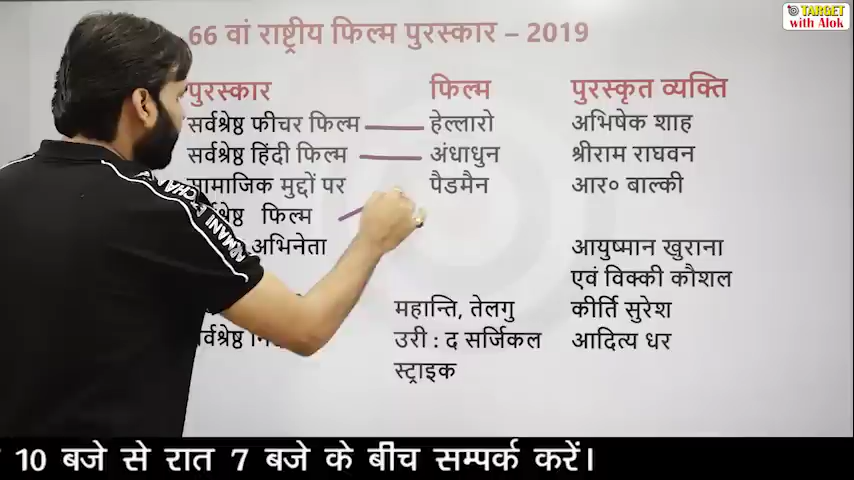 TARGET
with Alok
66 वां राष्ट्रीय फिल्म पुरस्कार – 2019
पुरस्कार फिल्म पुरस्कृत व्यक्ति
सर्वश्रेष्ठ फीचर फिल्म हेल्लारो अभिषेक शाह
सर्वश्रेष्ठ हिंदी फिल्म अंधाधुन श्रीराम राघवन
सामाजिक मुद्दों पर पैडमैन आर० बाल्की
फिल्म
अभिनेता आयुष्मान खुराना
एवं विक्की कौशल
महान्ति, तेलगु कीर्ति सुरेश
उरी : द सर्जिकल आदित्य धर
स्ट्राइक
ARMANI EXCHANGE
10 बजे से रात 7 बजे के बीच सम्पर्क करें।